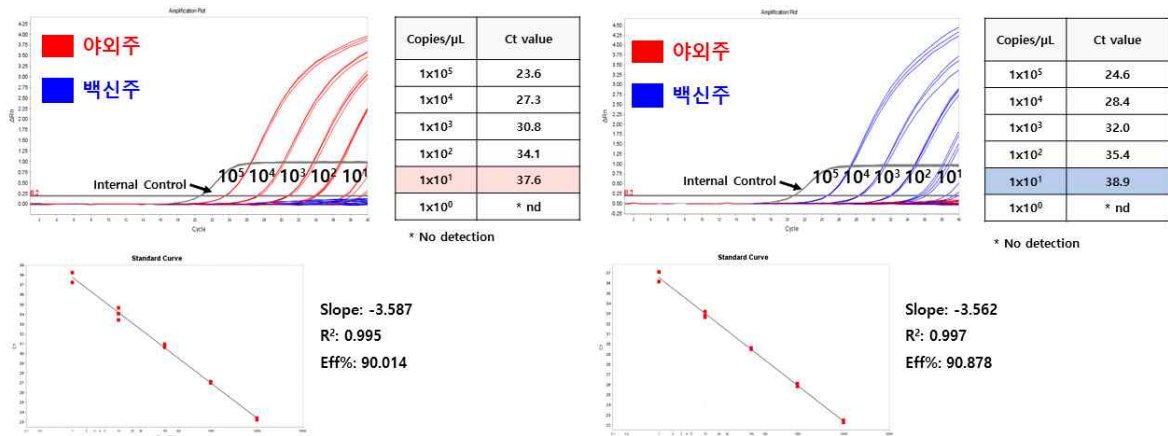 Amplification Plot
야외주
백신주
Internal Control
10⁵ 10⁴ 10³ 10² 10¹
ΔRn
Cycle
Copies/μL Ct value
1x10⁵ 23.6
1x10⁴ 27.3
1x10³ 30.8
1x10² 34.1
1x10¹ 37.6
1x10⁰ * nd
* No detection
Amplification Plot
야외주
백신주
Internal Control
10⁵ 10⁴ 10³ 10² 10¹
ΔRn
Cycle
Copies/μL Ct value
1x10⁵ 24.6
1x10⁴ 28.4
1x10³ 32.0
1x10² 35.4
1x10¹ 38.9
1x10⁰ * nd
* No detection
Standard Curve
Slope: -3.587
R²: 0.995
Eff%: 90.014
Standard Curve
Slope: -3.562
R²: 0.997
Eff%: 90.878